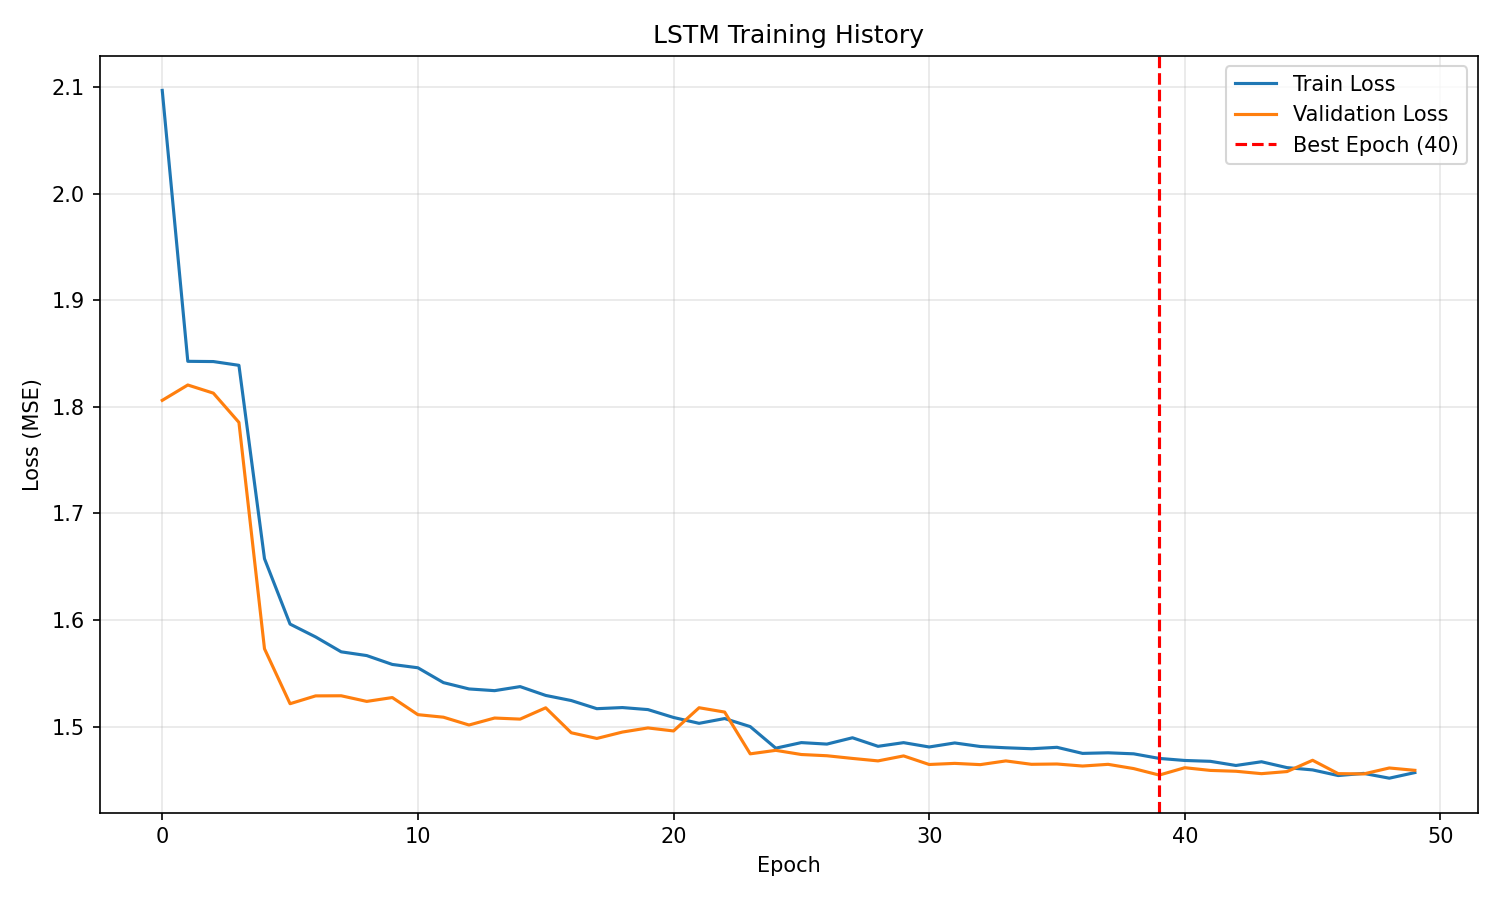 LSTM Training History
Train Loss
Validation Loss
Best Epoch (40)
Loss (MSE)
2.1
2.0
1.9
1.8
1.7
1.6
1.5
0 10 20 30 40 50
Epoch